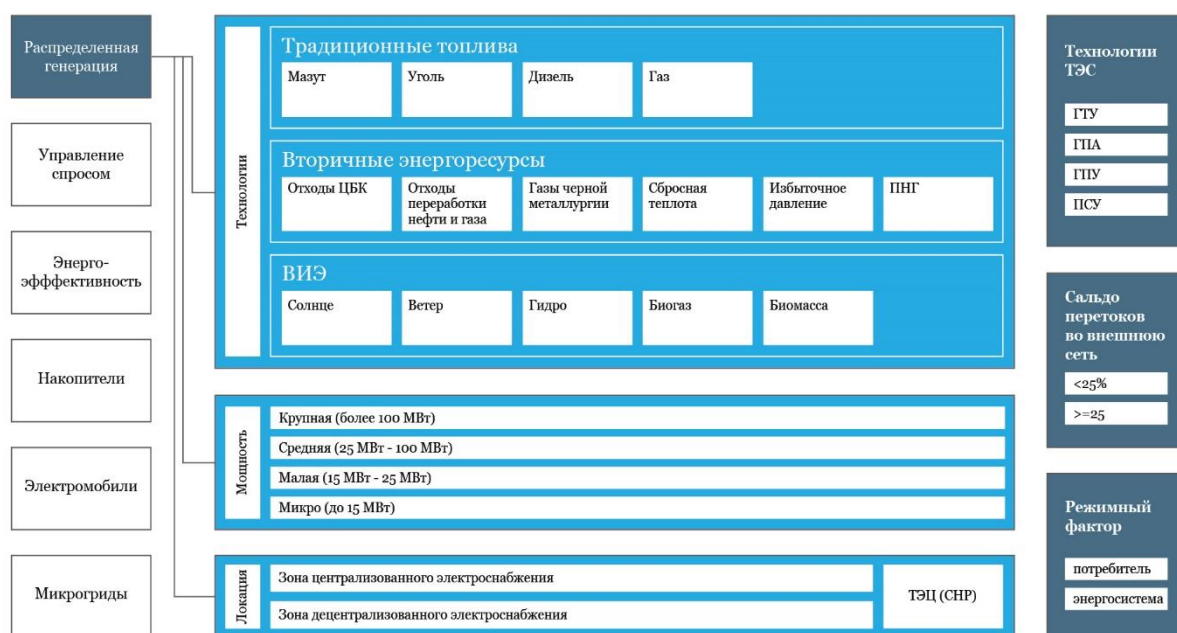 Распределенная
генерация
Управление
спросом
Энерго-
эфффективность
Накопители
Электромобили
Микрогриды
Технологии
Традиционные топлива
Мазут
Уголь
Дизель
Газ
Вторичные энергоресурсы
Отходы ЦБК
Отходы
переработки
нефти и газа
Газы черной
металлургии
Сбросная
теплота
Избыточное
давление
ПНГ
ВИЭ
Солнце
Ветер
Гидро
Биогаз
Биомасса
Мощность
Крупная (более 100 МВт)
Средняя (25 МВт - 100 МВт)
Малая (15 МВт - 25 МВт)
Микро (до 15 МВт)
Локация
Зона централизованного электроснабжения
Зона децентрализованного электроснабжения
ТЭЦ (CHP)
Технологии
ТЭС
ГТУ
ГПА
ГПУ
ПСУ
Сальдо
перетоков
во внешнюю
сеть
<25%
>=25
Режимный
фактор
потребитель
энергосистема